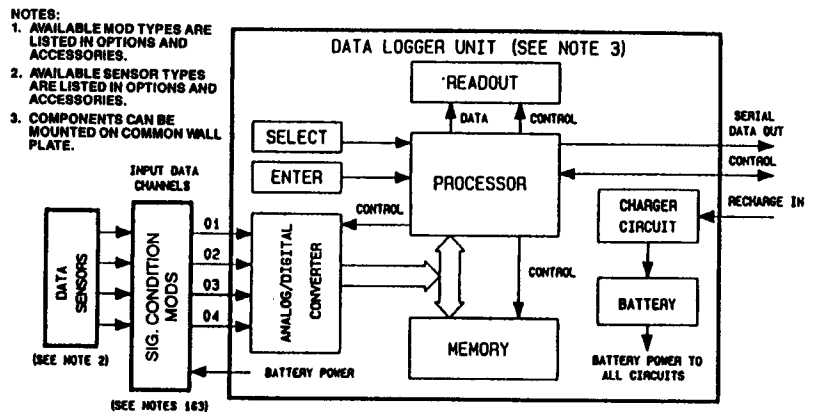 NOTES:
1. AVAILABLE MOD TYPES ARE
LISTED IN OPTIONS AND
ACCESSORIES.
2. AVAILABLE SENSOR TYPES
ARE LISTED IN OPTIONS AND
ACCESSORIES.
3. COMPONENTS CAN BE
MOUNTED ON COMMON WALL
PLATE.
DATA LOGGER UNIT (SEE NOTE 3)
READOUT
DATA
CONTROL
SELECT
ENTER
PROCESSOR
SERIAL
DATA OUT
CONTROL
RECHARGE IN
CHARGER
CIRCUIT
BATTERY
BATTERY POWER TO
ALL CIRCUITS
INPUT DATA
CHANNELS
CONTROL
01
02
03
04
DATA
SENSORS
(SEE NOTE 2)
SIG. CONDITION
MODS
(SEE NOTES 1&3)
ANALOG/DIGITAL
CONVERTER
CONTROL
MEMORY
BATTERY POWER